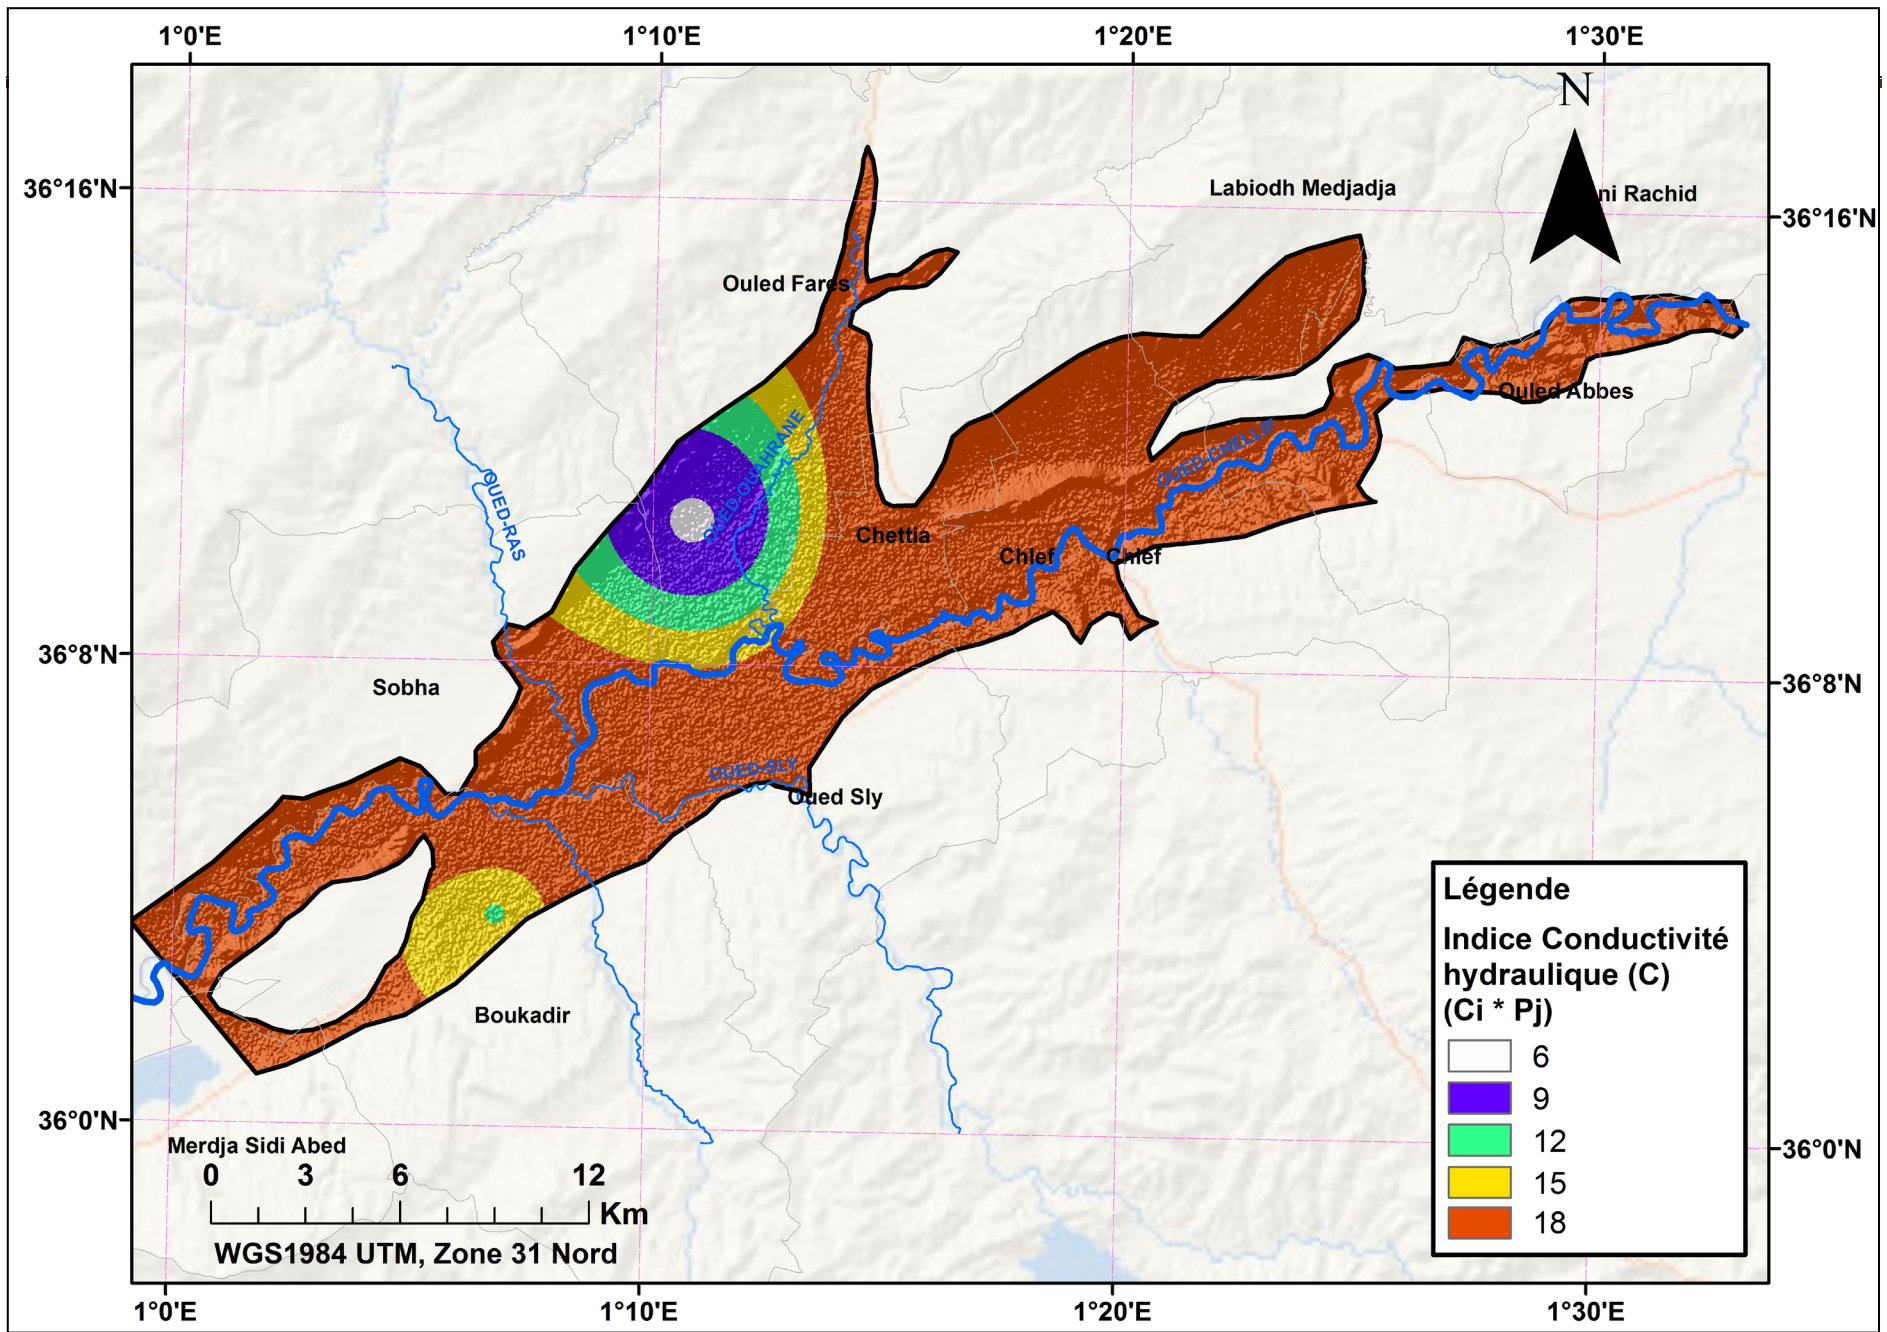 1°0'E
1°10'E
1°20'E
1°30'E
N
36°16'N
Labiodh Medjadja
ni Rachid
36°16'N
Ouled Fares
Ouled Abbes
OUED-OUAHRANE
OUED-CHELLIF
OUED-RAS
Chettia
Chlef
Chlef
36°8'N
Sobha
36°8'N
OUED-SLY
Oued Sly
Boukadir
36°0'N
Merdja Sidi Abed
36°0'N
0 3 6 12
Km
WGS1984 UTM, Zone 31 Nord
Légende
Indice Conductivité
hydraulique (C)
(Ci * Pj)
6
9
12
15
18
1°0'E
1°10'E
1°20'E
1°30'E